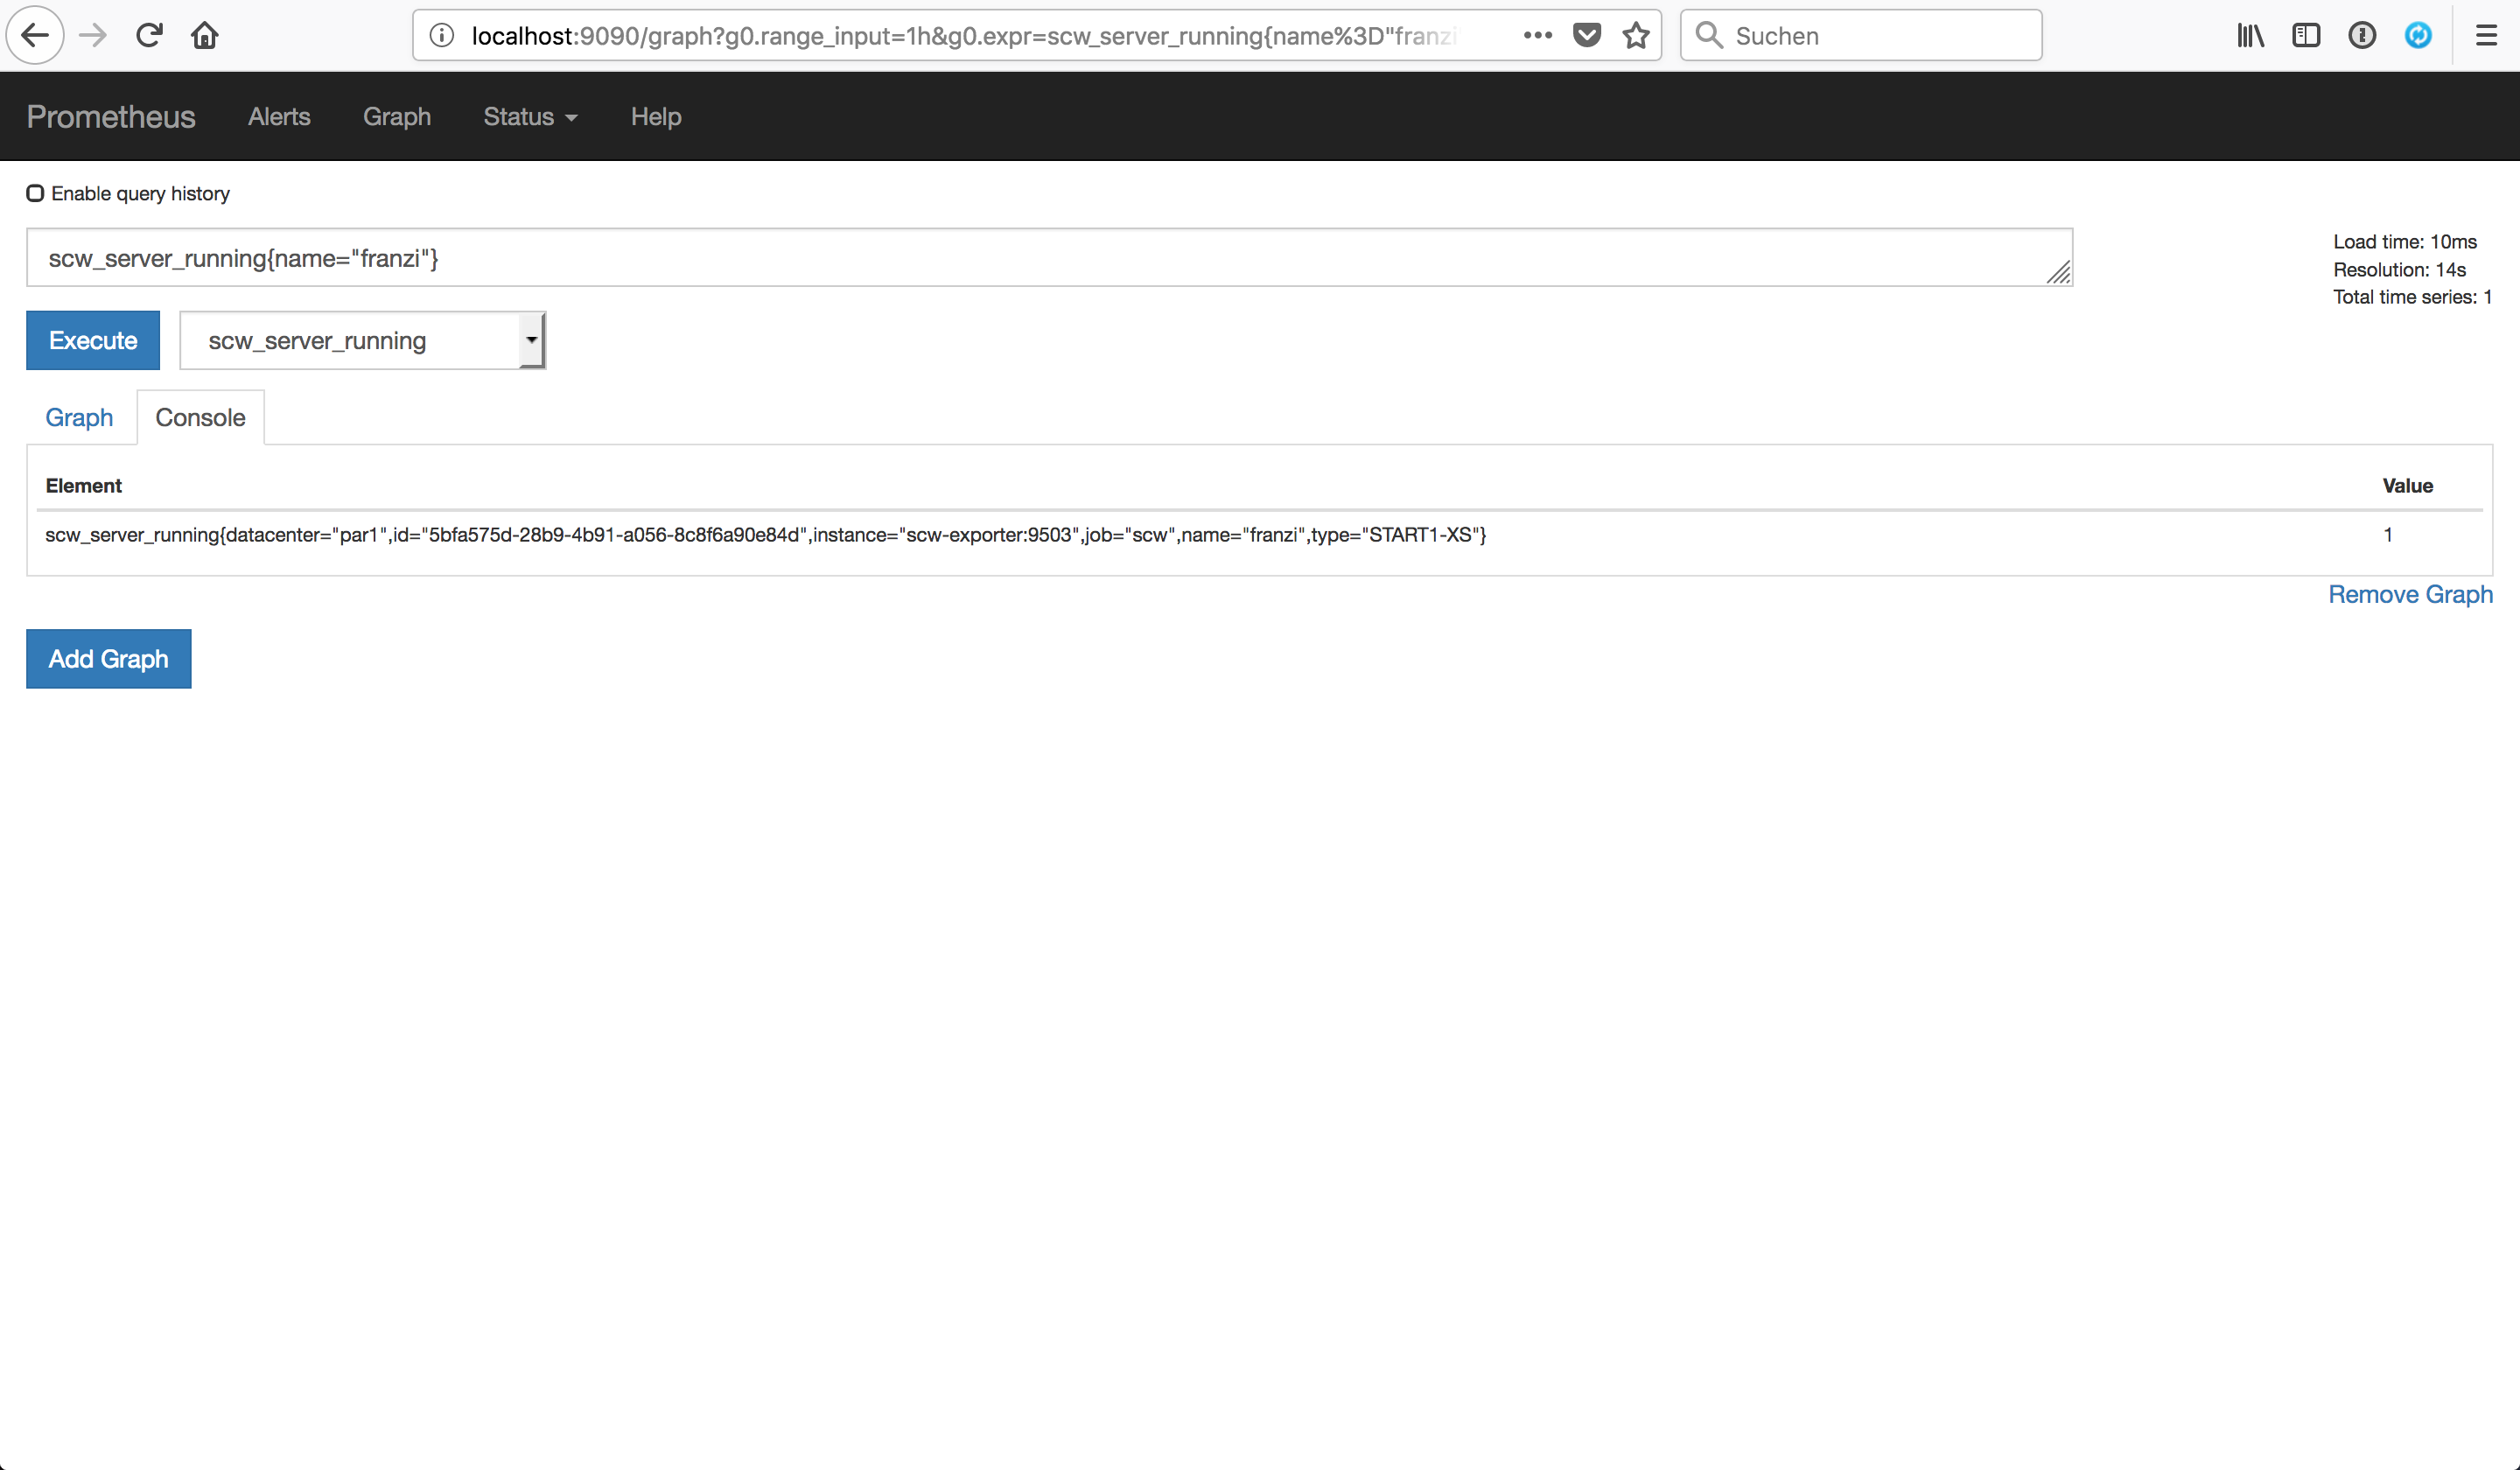 localhost:9090/graph?g0.range_input=1h&g0.expr=scw_server_running{name%3D"franzi
Suchen
Prometheus Alerts Graph Status Help
Enable query history
scw_server_running{name="franzi"}
Load time: 10ms
Resolution: 14s
Total time series: 1
Execute scw_server_running
Graph Console
Element Value
scw_server_running{datacenter="par1",id="5bfa575d-28b9-4b91-a056-8c8f6a90e84d",instance="scw-exporter:9503",job="scw",name="franzi",type="START1-XS"} 1
Remove Graph
Add Graph